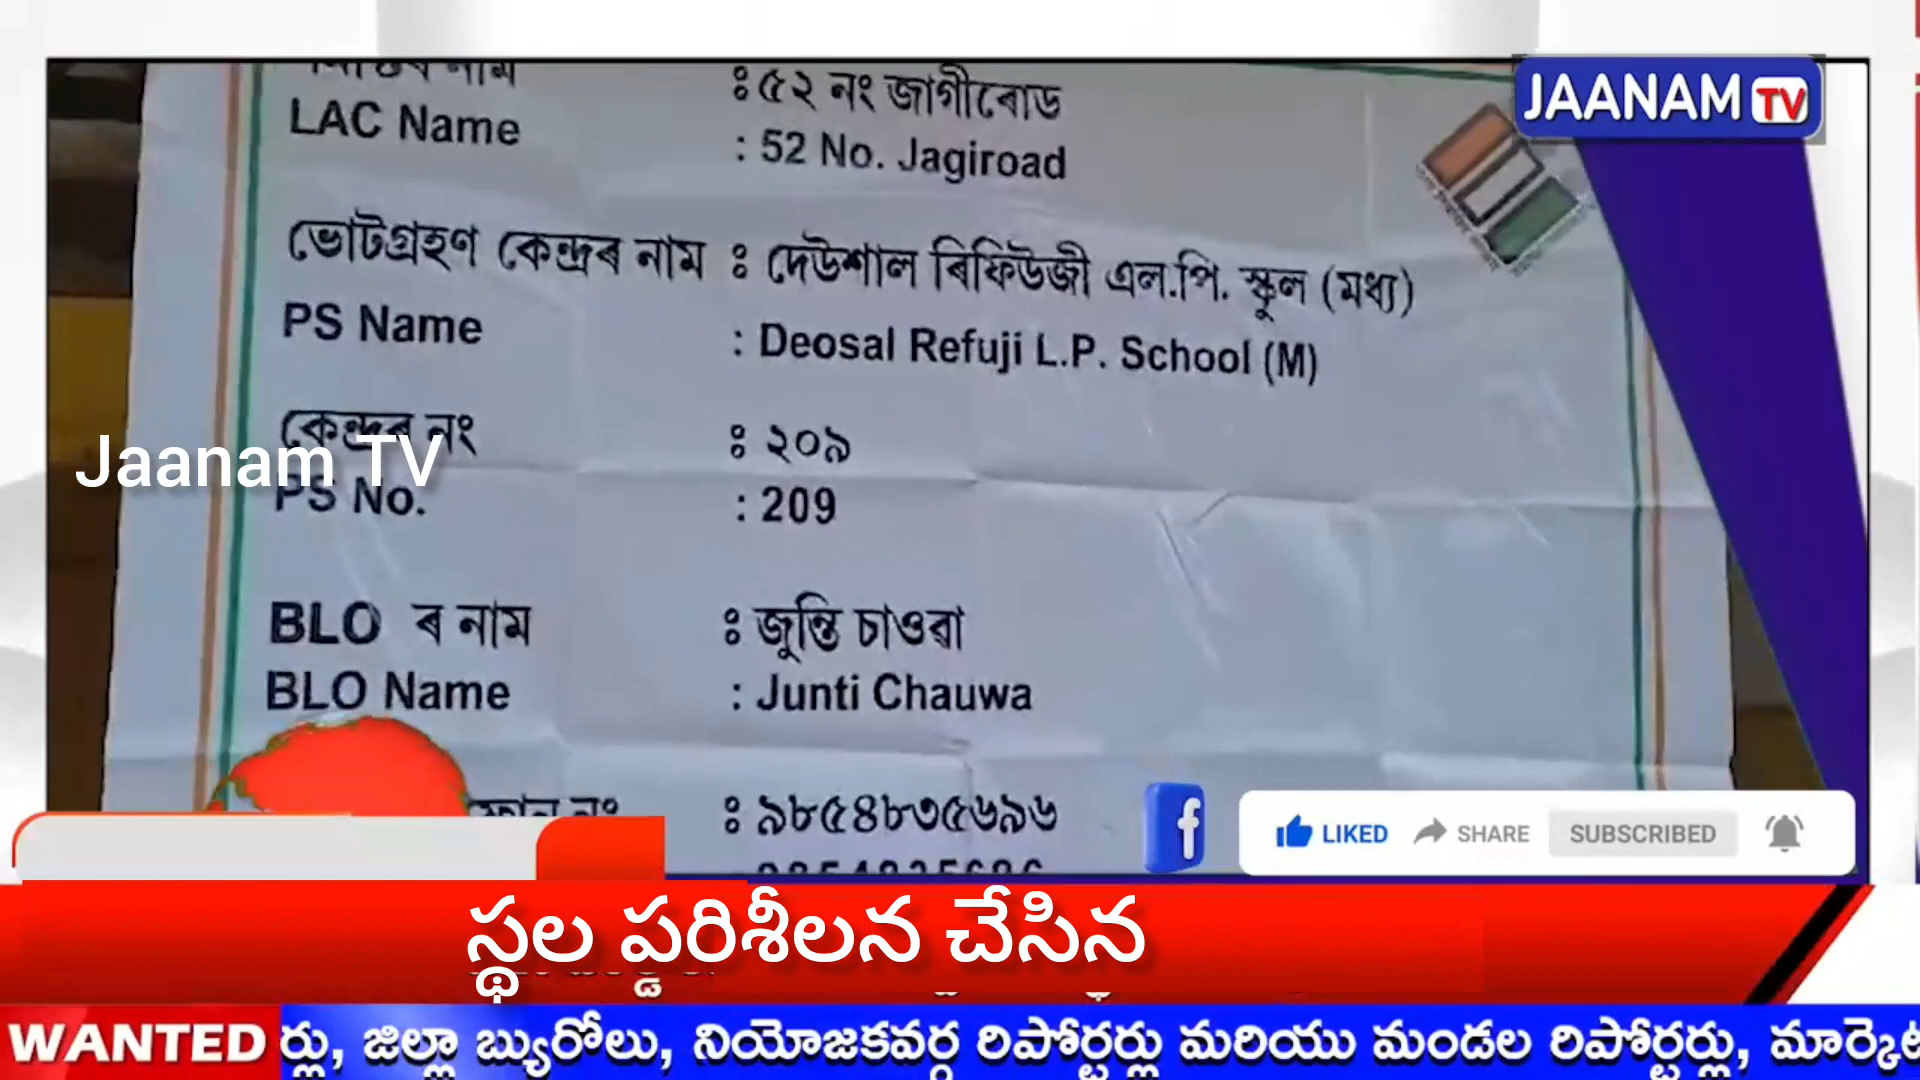 JAANAM TV
ঃ ৫২ নং জাগীৰোড
LAC Name : 52 No. Jagiroad
ভোটগ্ৰহণ কেন্দ্ৰৰ নাম ঃ দেউশাল ৰিফিউজী এল.পি. স্কুল (মধ্য)
PS Name : Deosal Refuji L.P. School (M)
কেন্দ্ৰৰ নং ঃ ২০৯
Jaanam TV
PS No. : 209
BLO ৰ নাম ঃ জুন্তি চাওৱা
BLO Name : Junti Chauwa
ঃ ৯৮৫৪৮৩৫৬৯৬
f LIKED SHARE SUBSCRIBED
స్థల పరిశీలన చేసిన
WANTED ర్లు, జిల్లా బ్యురోలు, నియోజకవర్గ రిపోర్టర్లు మరియు మండల రిపోర్టర్లు,